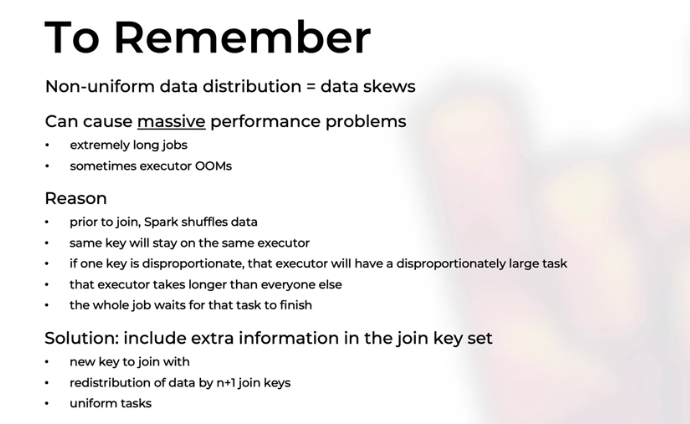 To Remember
Non-uniform data distribution = data skews
Can cause massive performance problems
• extremely long jobs
• sometimes executor OOMs
Reason
• prior to join, Spark shuffles data
• same key will stay on the same executor
• if one key is disproportionate, that executor will have a disproportionately large task
• that executor takes longer than everyone else
• the whole job waits for that task to finish
Solution: include extra information in the join key set
• new key to join with
• redistribution of data by n+1 join keys
• uniform tasks